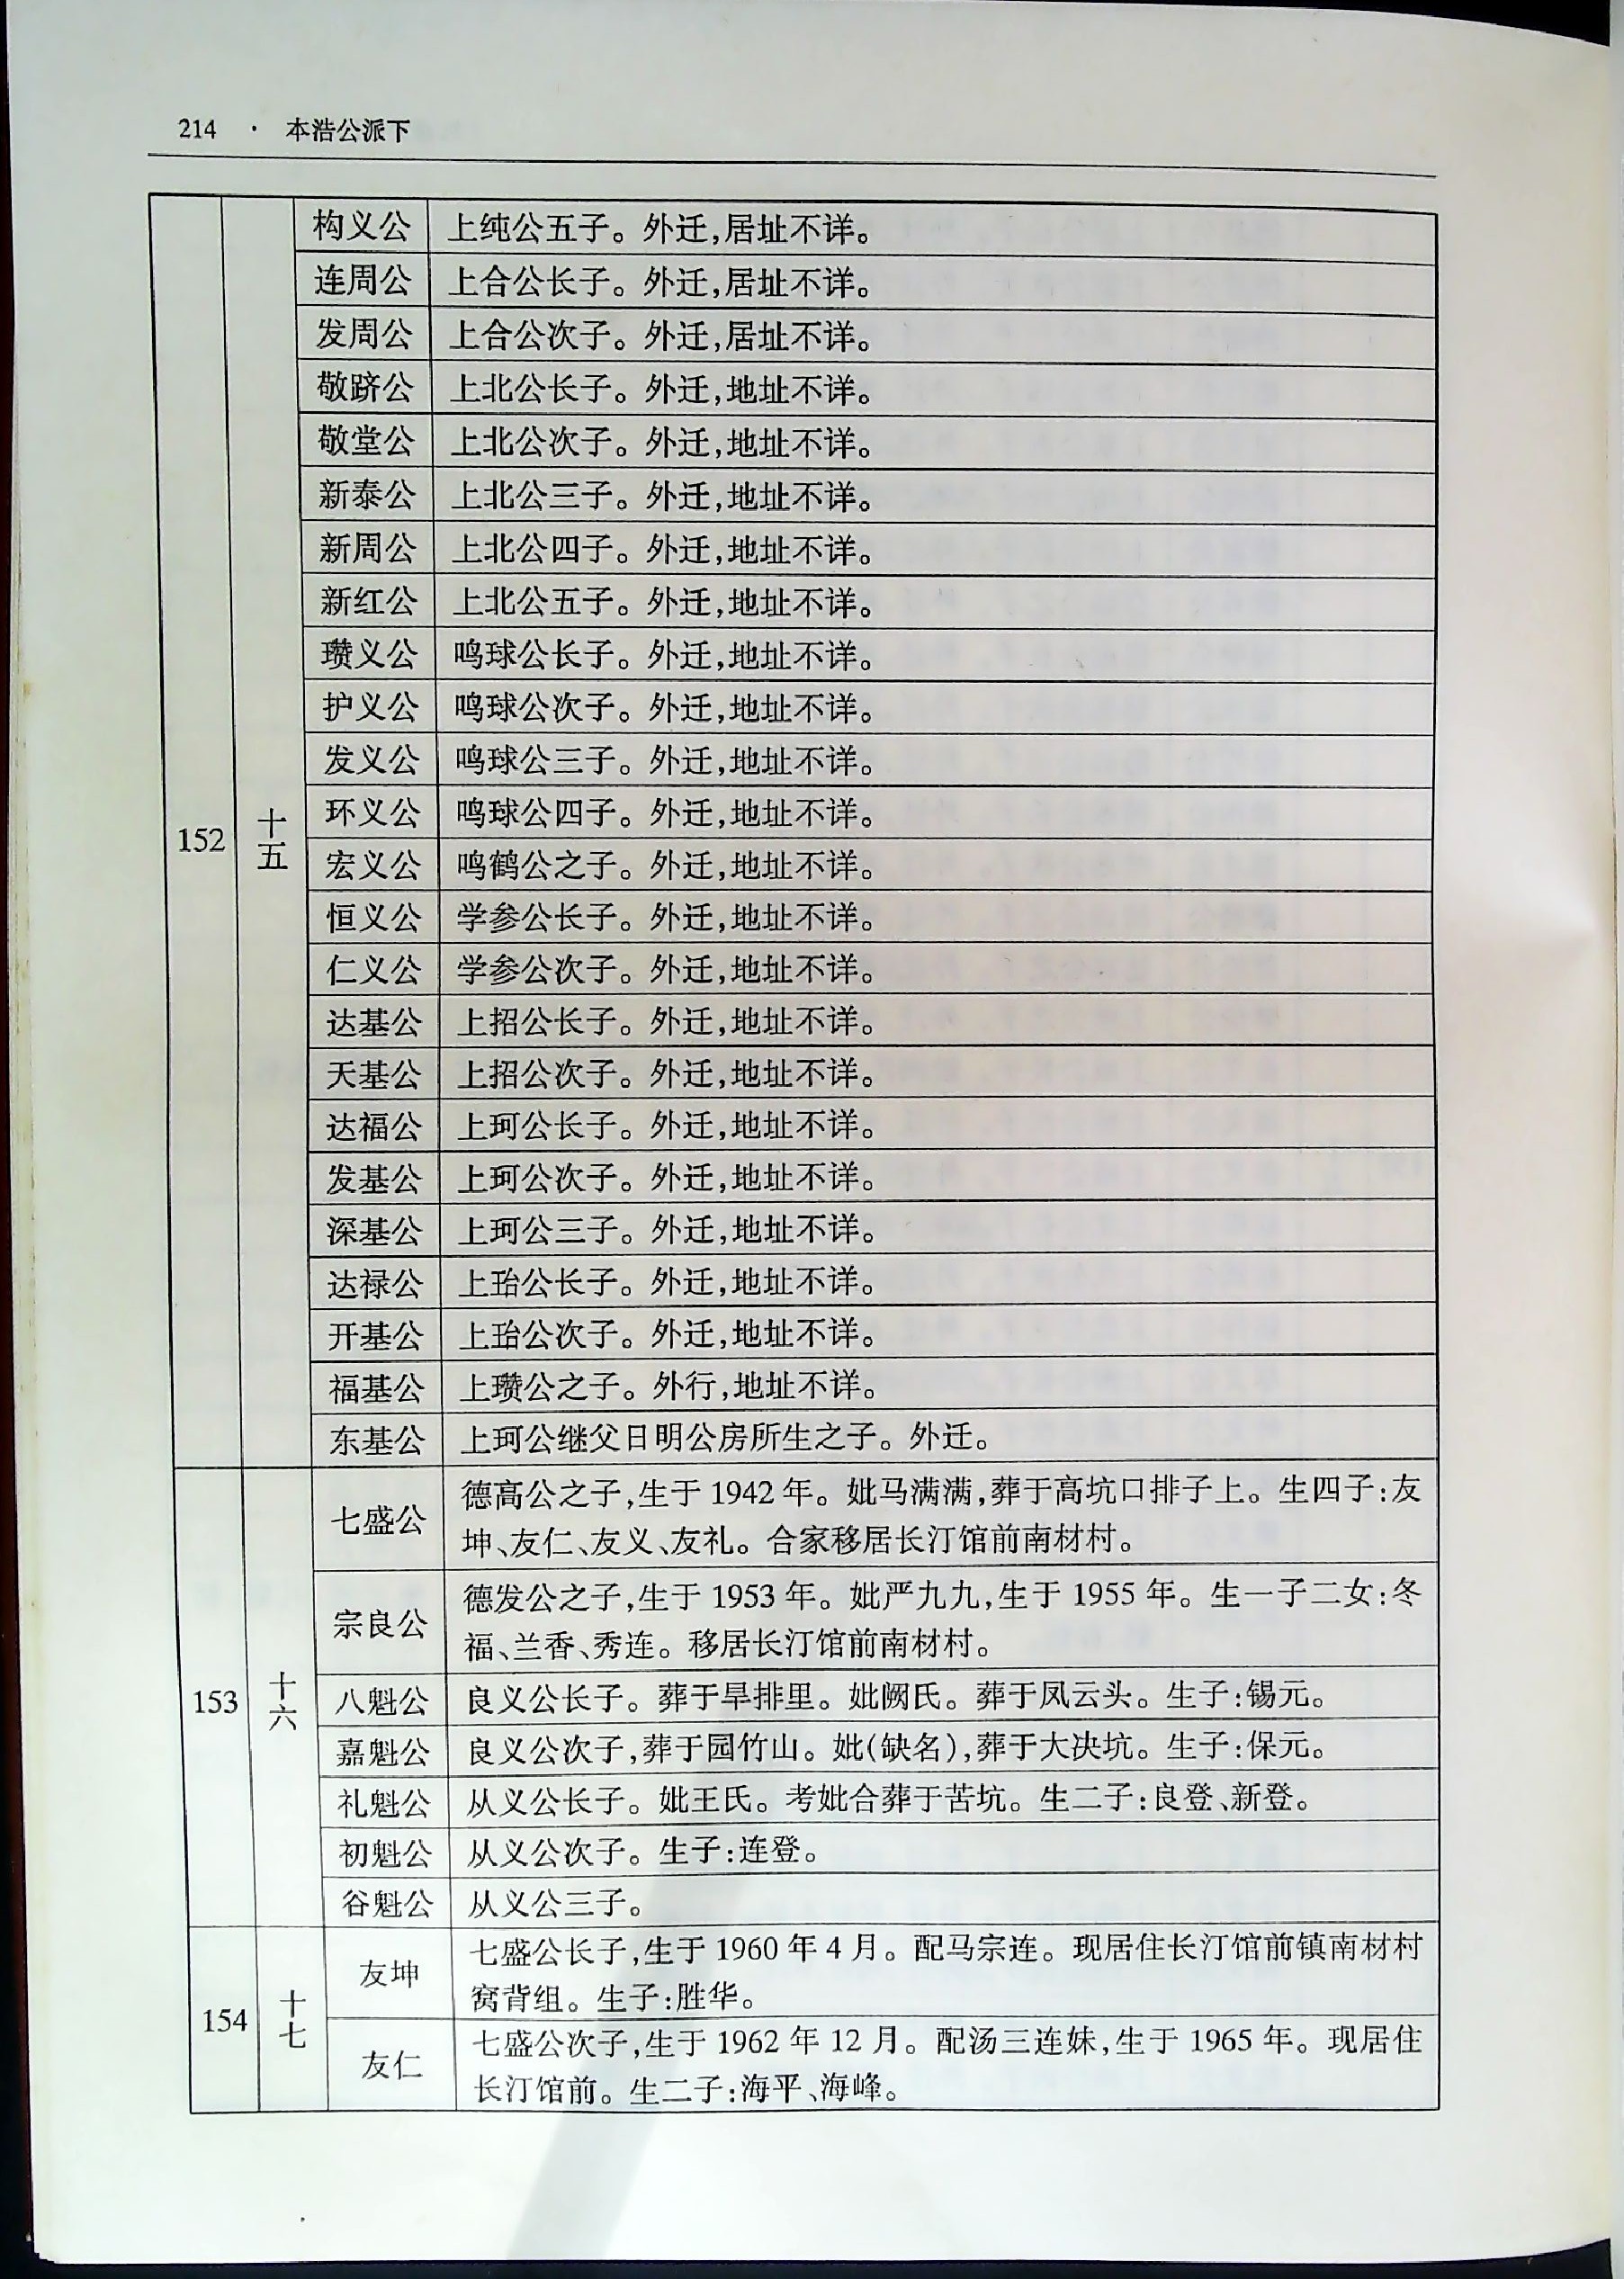 214 · 本浩公派下
152
十五
构义公 上纯公五子。外迁,居址不详。
连周公 上合公长子。外迁,居址不详。
发周公 上合公次子。外迁,居址不详。
敬跻公 上北公长子。外迁,地址不详。
敬堂公 上北公次子。外迁,地址不详。
新泰公 上北公三子。外迁,地址不详。
新周公 上北公四子。外迁,地址不详。
新红公 上北公五子。外迁,地址不详。
瓒义公 鸣球公长子。外迁,地址不详。
护义公 鸣球公次子。外迁,地址不详。
发义公 鸣球公三子。外迁,地址不详。
环义公 鸣球公四子。外迁,地址不详。
宏义公 鸣鹤公之子。外迁,地址不详。
恒义公 学参公长子。外迁,地址不详。
仁义公 学参公次子。外迁,地址不详。
达基公 上招公长子。外迁,地址不详。
天基公 上招公次子。外迁,地址不详。
达福公 上珂公长子。外迁,地址不详。
发基公 上珂公次子。外迁,地址不详。
深基公 上珂公三子。外迁,地址不详。
达禄公 上珆公长子。外迁,地址不详。
开基公 上珆公次子。外迁,地址不详。
福基公 上瓒公之子。外行,地址不详。
东基公 上珂公继父日明公房所生之子。外迁。
153
十六
七盛公 德高公之子,生于 1942 年。妣马满满,葬于高坑口排子上。生四子:友
坤、友仁、友义、友礼。合家移居长汀馆前南材村。
宗良公 德发公之子,生于 1953 年。妣严九九,生于 1955 年。生一子二女:冬
福、兰香、秀连。移居长汀馆前南材村。
八魁公 良义公长子。葬于旱排里。妣阙氏。葬于凤云头。生子:锡元。
嘉魁公 良义公次子,葬于园竹山。妣(缺名),葬于大决坑。生子:保元。
礼魁公 从义公长子。妣王氏。考妣合葬于苦坑。生二子:良登、新登。
初魁公 从义公次子。生子:连登。
谷魁公 从义公三子。
154
十七
友坤 七盛公长子,生于 1960 年 4 月。配马宗连。现居住长汀馆前镇南材村
窝背组。生子:胜华。
友仁 七盛公次子,生于 1962 年 12 月。配汤三连妹,生于 1965 年。现居住
长汀馆前。生二子:海平、海峰。